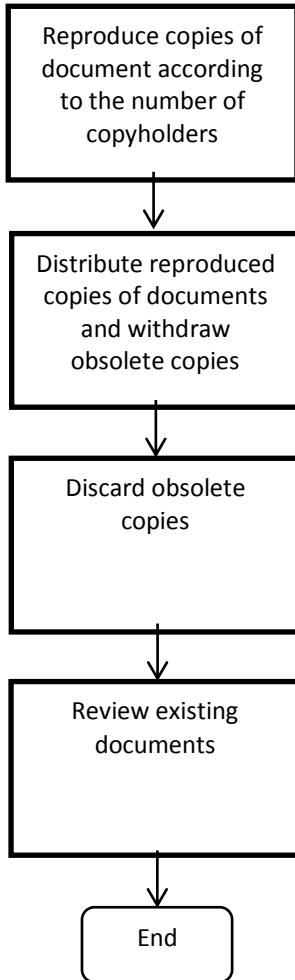 Reproduce copies of
document according
to the number of
copyholders
Distribute reproduced
copies of documents
and withdraw
obsolete copies
Discard obsolete
copies
Review existing
documents
End